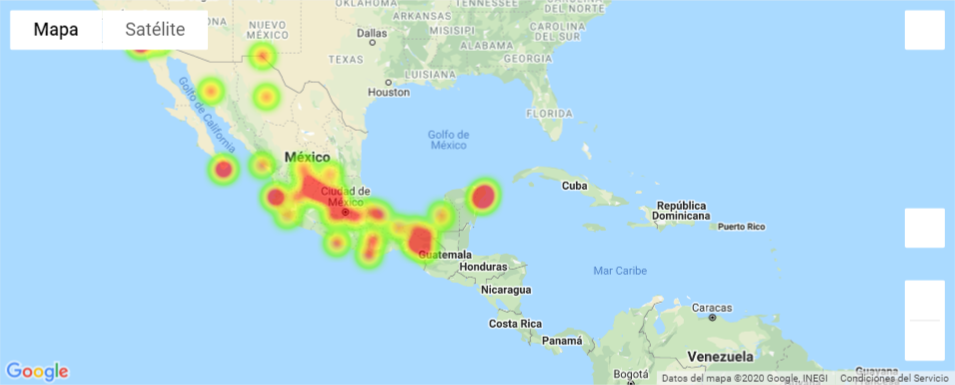 OKLAHOMA
TENNESSEE
CAROLINA
DEL NORTE
ARKANSAS
Mapa
Satélite
NUEVO
MÉXICO
Dallas
MISISIPI
CAROLINA
DEL SUR
ALABAMA
TEXAS
GEORGIA
LUISIANA
Houston
Golfo de California
FLORIDA
Golfo de
México
México
Ciudad de
México
Cuba
República
Dominicana
Puerto Rico
Guatemala
Honduras
Mar Caribe
Nicaragua
Caracas
Costa Rica
Panamá
Venezuela
Google
Bogotá
Guayana
Datos del mapa ©2020 Google, INEGI
Condiciones del Servicio